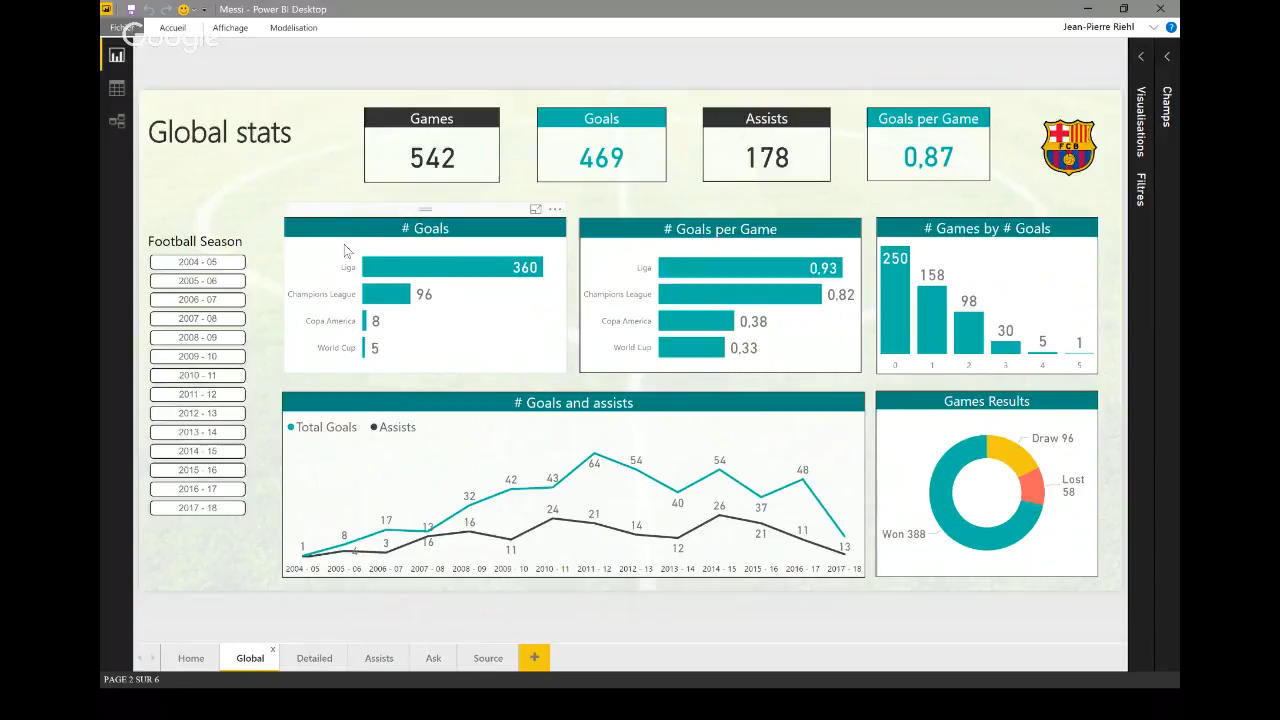 Messi - Power BI Desktop
Fichier Accueil Affichage Modélisation
Jean-Pierre Riehl
Google
Global stats
Games
542
Goals
469
Assists
178
Goals per Game
0,87
FCB
Visualisations
Filtres
Champs
Football Season
2004 - 05
2005 - 06
2006 - 07
2007 - 08
2008 - 09
2009 - 10
2010 - 11
2011 - 12
2012 - 13
2013 - 14
2014 - 15
2015 - 16
2016 - 17
2017 - 18
# Goals
Liga 360
Champions League 96
Copa America 8
World Cup 5
# Goals per Game
Liga 0,93
Champions League 0,82
Copa America 0,38
World Cup 0,33
# Games by # Goals
250 158 98 30 5 1
0 1 2 3 4 5
# Goals and assists
Total Goals Assists
1 8 17 13 32 42 43 64 54 40 54 37 48 13
4 3 16 16 11 24 21 14 12 26 21 11
2004 - 05 2005 - 06 2006 - 07 2007 - 08 2008 - 09 2009 - 10 2010 - 11 2011 - 12 2012 - 13 2013 - 14 2014 - 15 2015 - 16 2016 - 17 2017 - 18
Games Results
Draw 96
Lost
58
Won 388
Home Global Detailed Assists Ask Source
PAGE 2 SUR 6